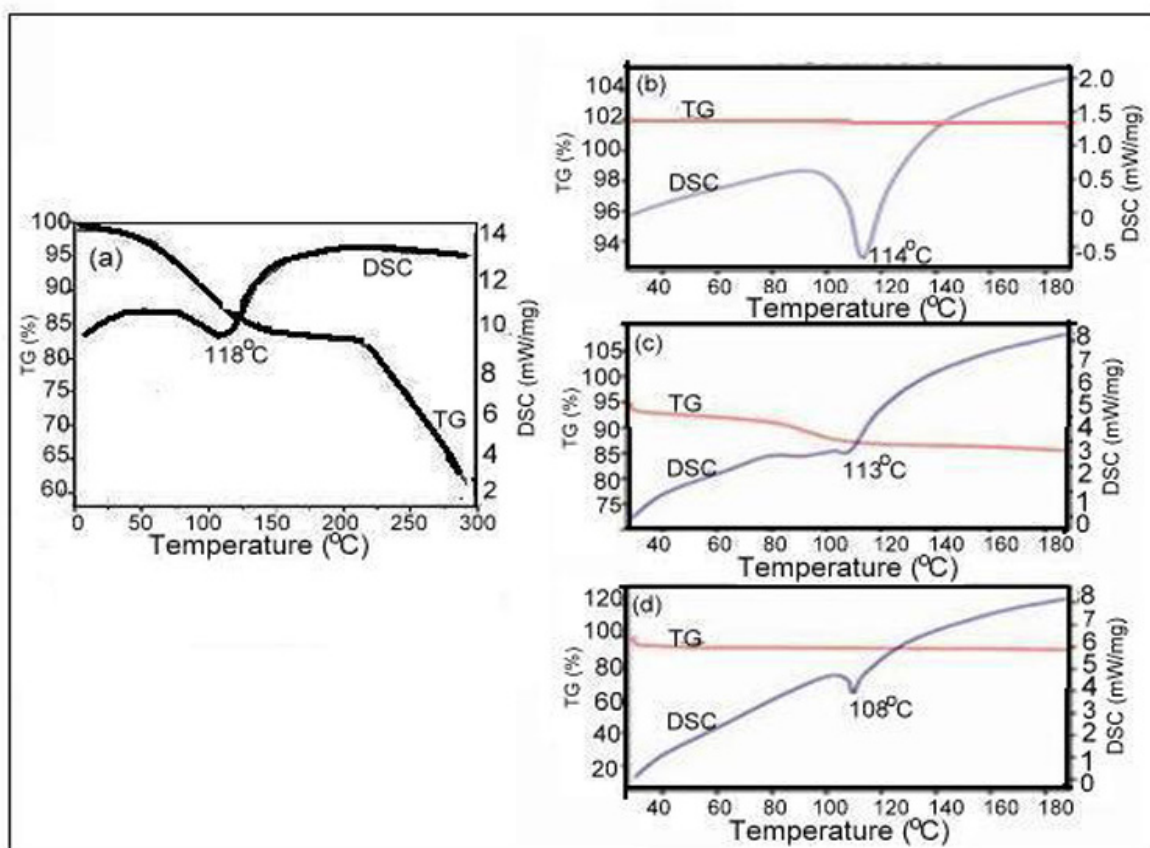 (a)
TG (%)
100
95
90
85
80
75
70
65
60
DSC
118°C
TG
14
12
10
8
6
4
2
DSC (mW/mg)
0 50 100 150 200 250 300
Temperature (°C)
(b)
TG (%)
104
102
100
98
96
94
TG
DSC
114°C
2.0
1.5
1.0
0.5
0
-0.5
DSC (mW/mg)
40 60 80 100 120 140 160 180
Temperature (°C)
(c)
TG (%)
105
100
95
90
85
80
75
TG
DSC
113°C
8
7
6
5
4
3
2
1
0
DSC (mW/mg)
40 60 80 100 120 140 160 180
Temperature (°C)
(d)
TG (%)
120
100
80
60
40
20
TG
DSC
108°C
8
7
6
5
4
3
2
1
0
DSC (mW/mg)
40 60 80 100 120 140 160 180
Temperature (°C)